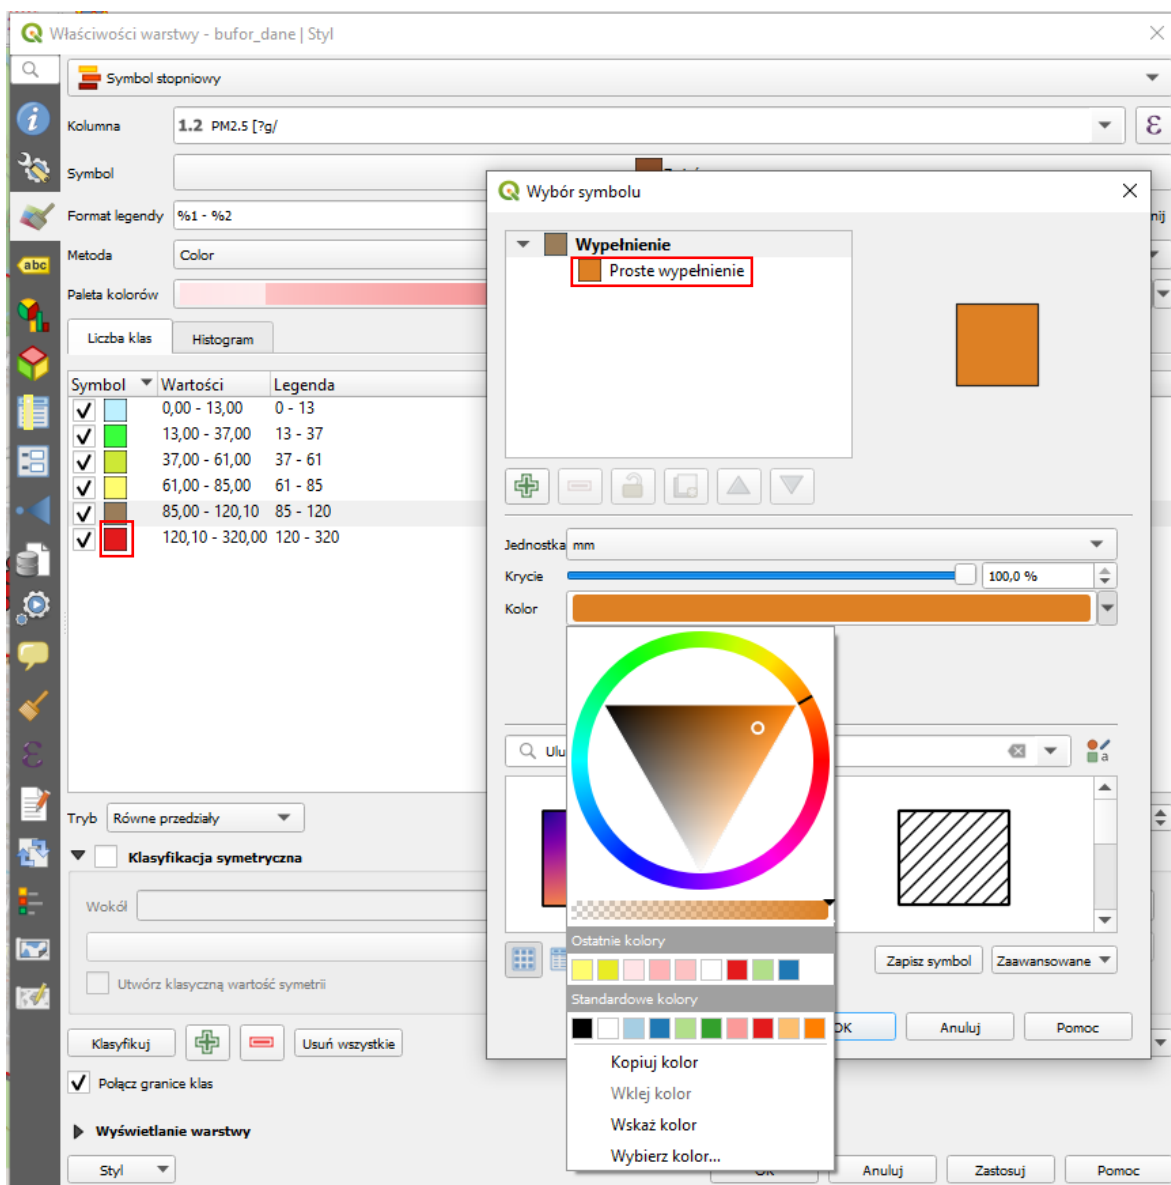 Właściwości warstwy - bufor_dane | Styl
Symbol stopniowy
Kolumna 1.2 PM2.5 [?g/ ε
Symbol
Format legendy %1 - %2
Metoda Color
Paleta kolorów
Liczba klas Histogram
Symbol Wartości Legenda
0,00 - 13,00 0 - 13
13,00 - 37,00 13 - 37
37,00 - 61,00 37 - 61
61,00 - 85,00 61 - 85
85,00 - 120,10 85 - 120
120,10 - 320,00 120 - 320
Tryb Równe przedziały
Klasyfikacja symetryczna
Wokół
Utwórz klasyczną wartość symetrii
Klasyfikuj Usuń wszystkie
Połącz granice klas
Wyświetlanie warstwy
Styl OK Anuluj Zastosuj Pomoc
abc
Wybór symbolu
Wypełnienie
Proste wypełnienie
Jednostka mm
Krycie 100,0 %
Kolor
Ulu
a
Zapisz symbol Zaawansowane
OK Anuluj Pomoc
Ostatnie kolory
Standardowe kolory
Kopiuj kolor
Wklej kolor
Wskaż kolor
Wybierz kolor...